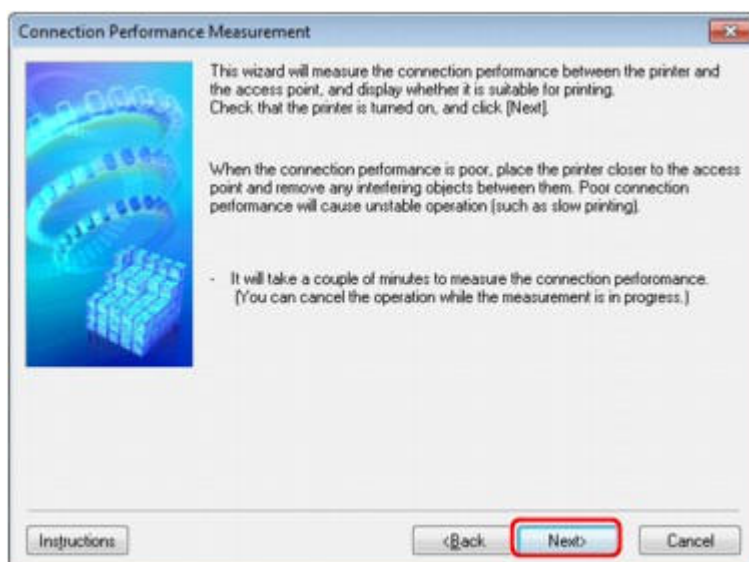 Connection Performance Measurement
This wizard will measure the connection performance between the printer and
the access point, and display whether it is suitable for printing.
Check that the printer is turned on, and click [Next].
When the connection performance is poor, place the printer closer to the access
point and remove any interfering objects between them. Poor connection
performance will cause unstable operation (such as slow printing).
- It will take a couple of minutes to measure the connection perforomance.
(You can cancel the operation while the measurement is in progress.)
Instructions <Back Next> Cancel